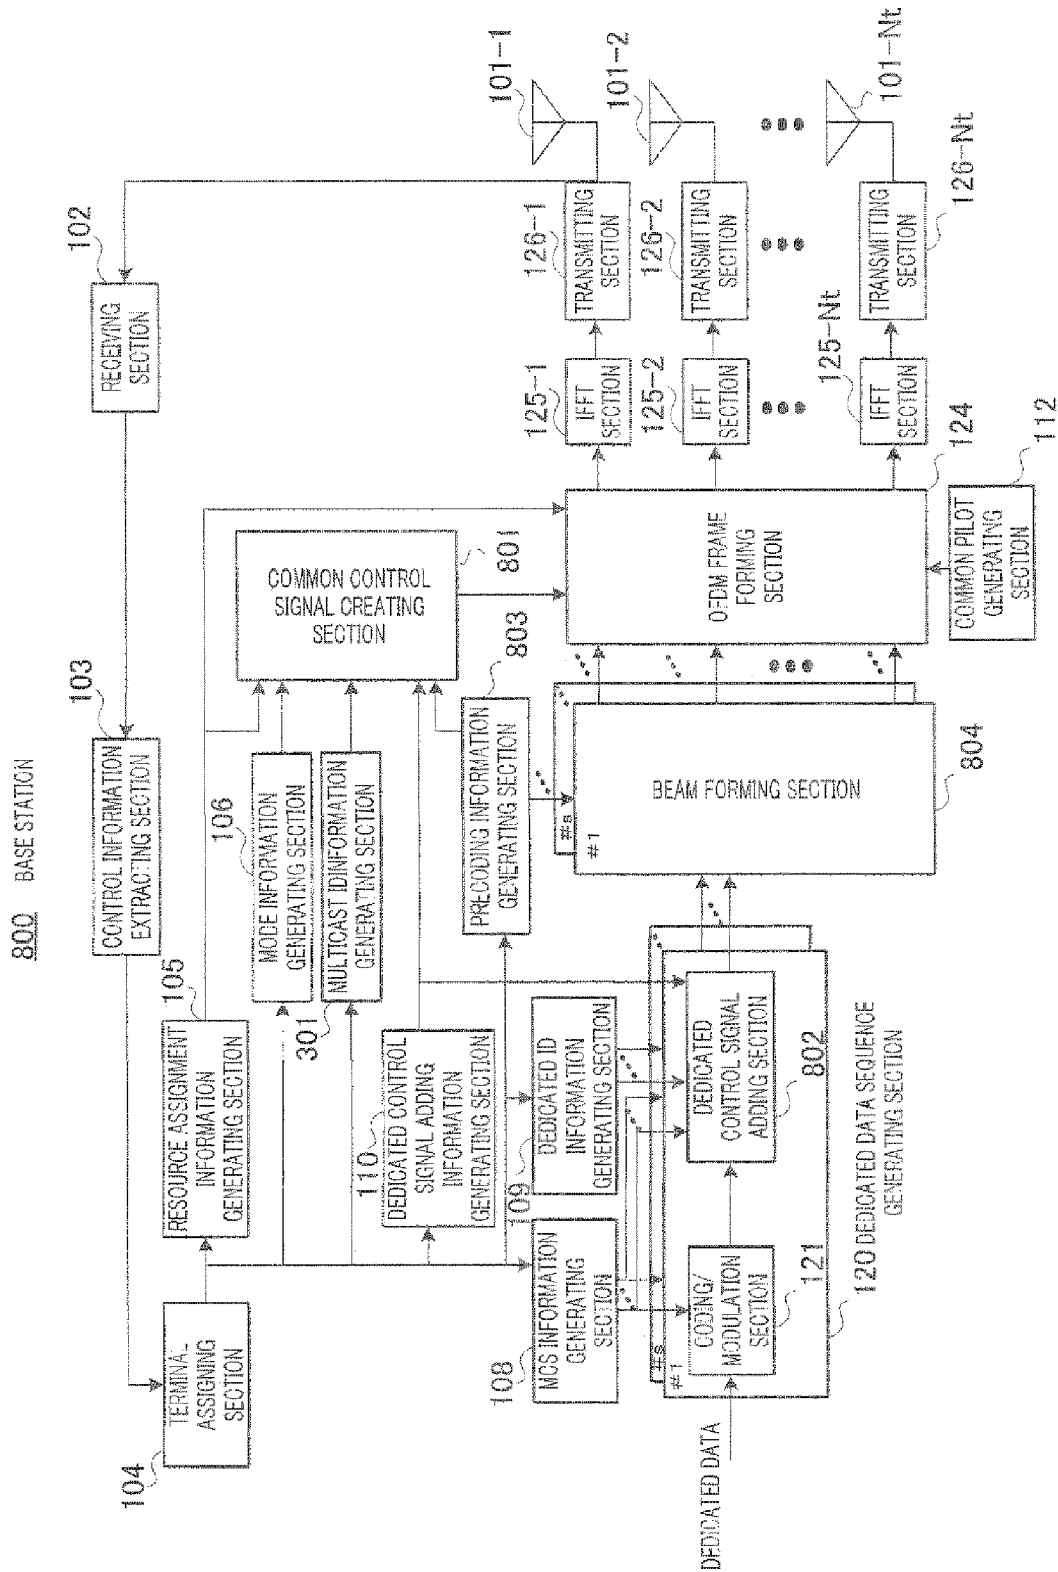 800
BASE STATION
104
TERMINAL
ASSIGNING
SECTION
103
CONTROL INFORMATION
EXTRACTING SECTION
102
RECEIVING
SECTION
105
RESOURCE ASSIGNMENT
INFORMATION
GENERATING SECTION
106
MODE INFORMATION
GENERATING SECTION
301
MULTICAST IDINFORMATION
GENERATING SECTION
110
DEDICATED CONTROL
SIGNAL ADDING
INFORMATION
GENERATING SECTION
COMMON CONTROL
SIGNAL CREATING
SECTION
801
803
PRECODING INFORMATION
GENERATING SECTION
108
MCS INFORMATION
GENERATING
SECTION
109
DEDICATED ID
INFORMATION
GENERATING SECTION
DEDICATED DATA
#s
#1
CODING/
MODULATION
SECTION
121
DEDICATED
CONTROL SIGNAL
ADDING SECTION
802
120 DEDICATED DATA SEQUENCE
GENERATING SECTION
#s
#1
BEAM FORMING SECTION
804
OFDM FRAME
FORMING
SECTION
124
COMMON PILOT
GENERATING
SECTION
112
125-1
IFFT
SECTION
125-2
IFFT
SECTION
125-Nt
IFFT
SECTION
126-1
TRANSMITTING
SECTION
126-2
TRANSMITTING
SECTION
126-Nt
TRANSMITTING
SECTION
101-1
101-2
101-Nt